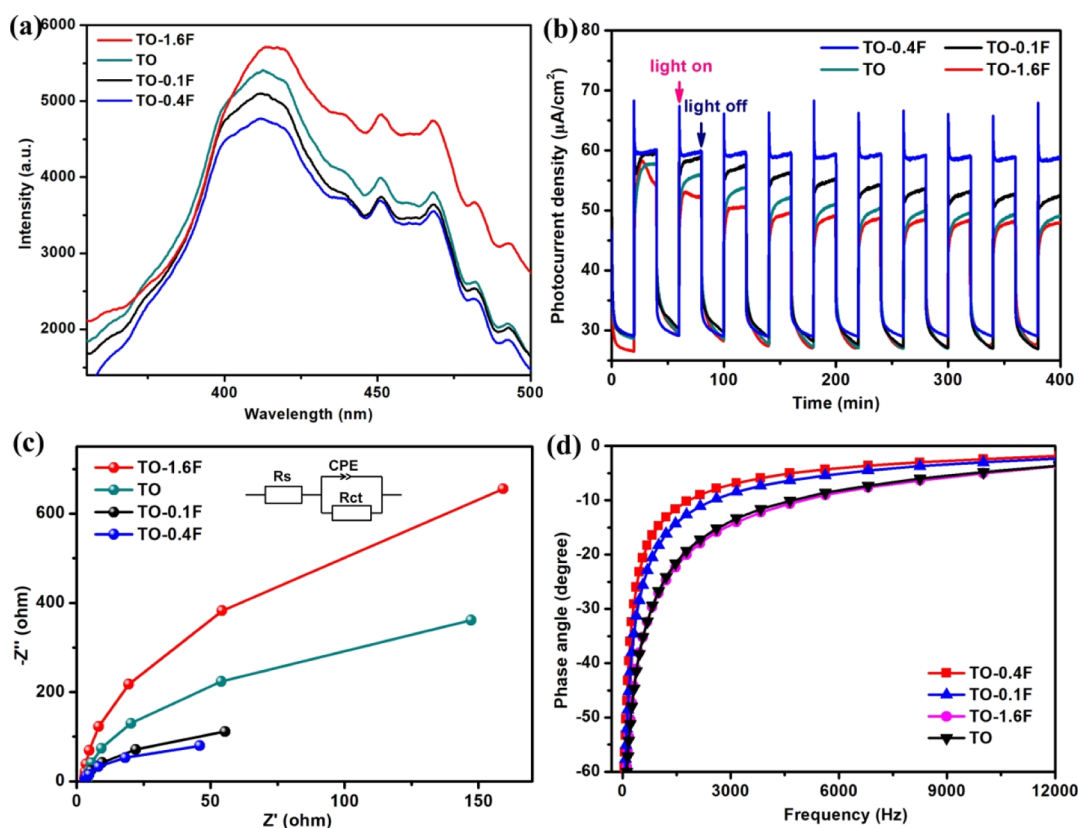 (a)
TO-1.6F
TO
TO-0.1F
TO-0.4F
6000
5000
4000
3000
2000
400
450
500
Intensity (a.u.)
Wavelength (nm)
(b)
TO-0.4F
TO-0.1F
TO
TO-1.6F
light on
light off
80
70
60
50
40
30
0
100
200
300
400
Photocurrent density (µA/cm²)
Time (min)
(c)
TO-1.6F
TO
TO-0.1F
TO-0.4F
Rs
CPE
Rct
600
400
200
0
0
50
100
150
-Z'' (ohm)
Z' (ohm)
(d)
0
-10
-20
-30
-40
-50
-60
TO-0.4F
TO-0.1F
TO-1.6F
TO
0
3000
6000
9000
12000
Phase angle (degree)
Frequency (Hz)